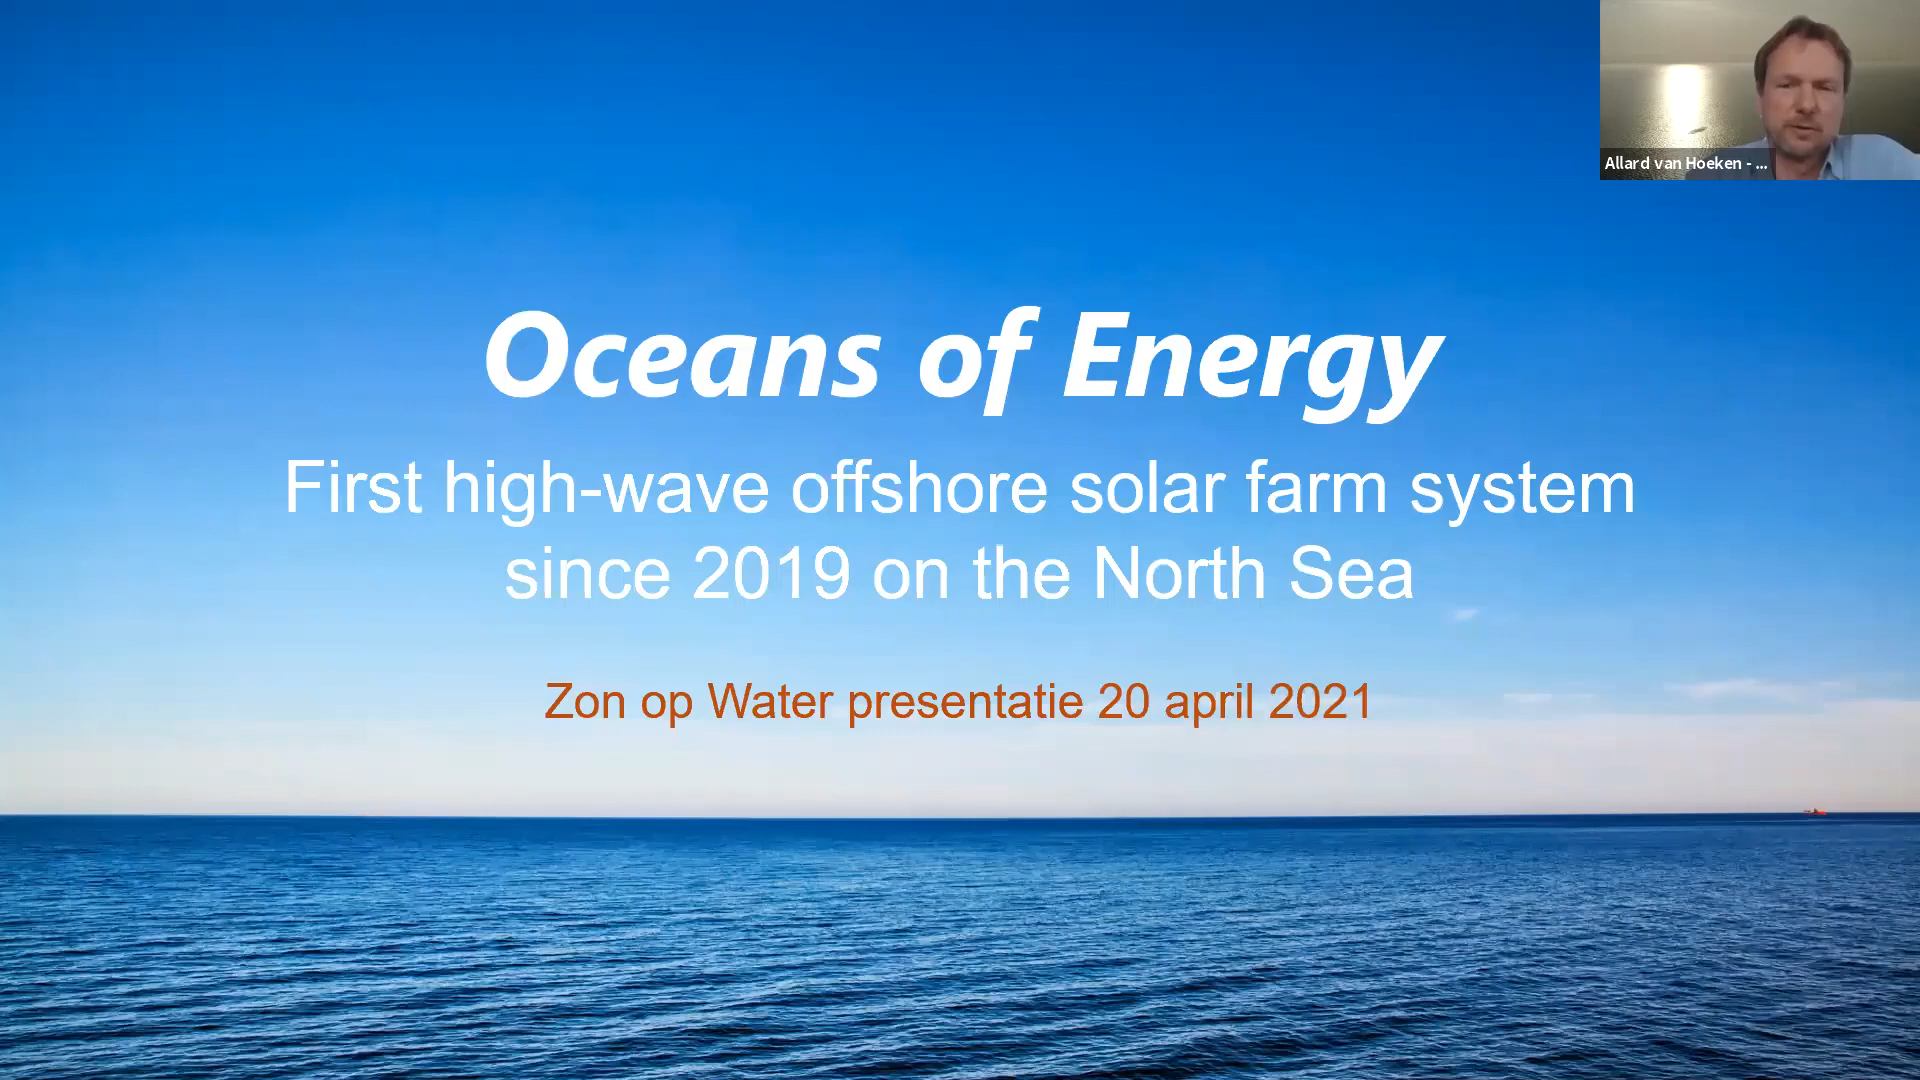 Allard van Hoeken - ...
Oceans of Energy
First high-wave offshore solar farm system
since 2019 on the North Sea
Zon op Water presentatie 20 april 2021